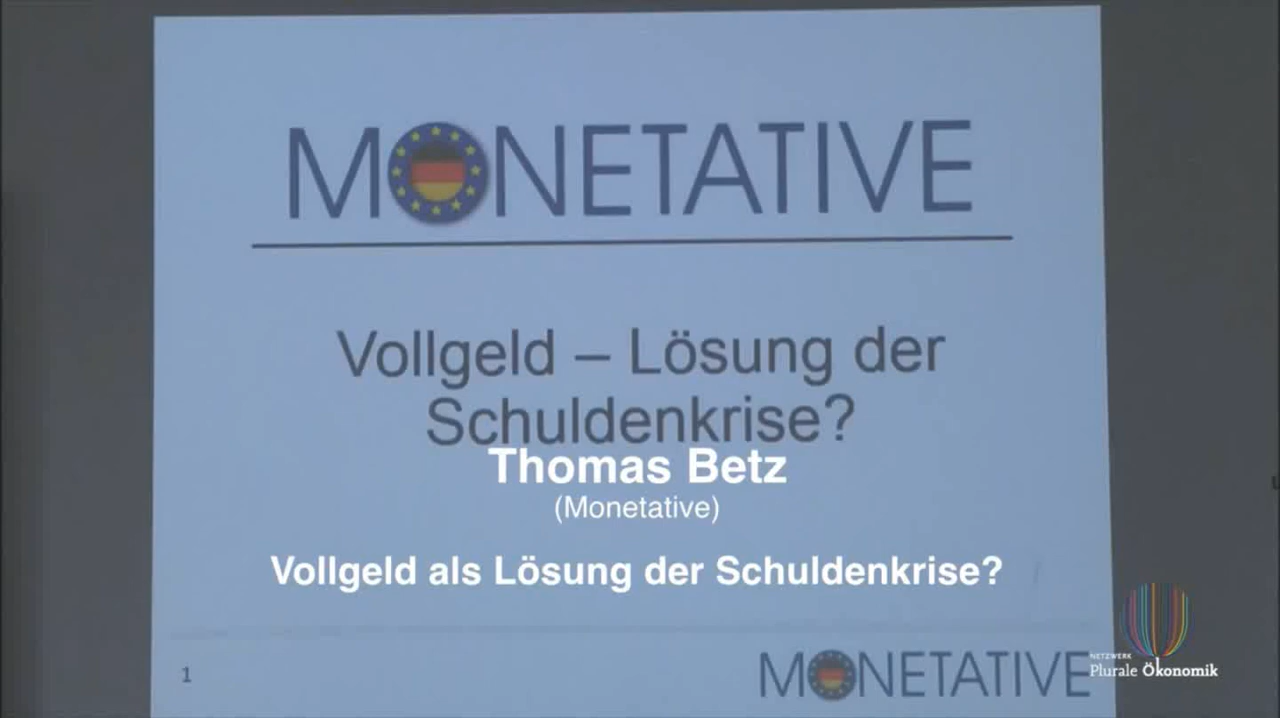 MONETATIVE
Vollgeld – Lösung der
Schuldenkrise?
Thomas Betz
(Monetative)
Vollgeld als Lösung der Schuldenkrise?
1
MONETATIVE
NETZWERK
Plurale Ökonomik